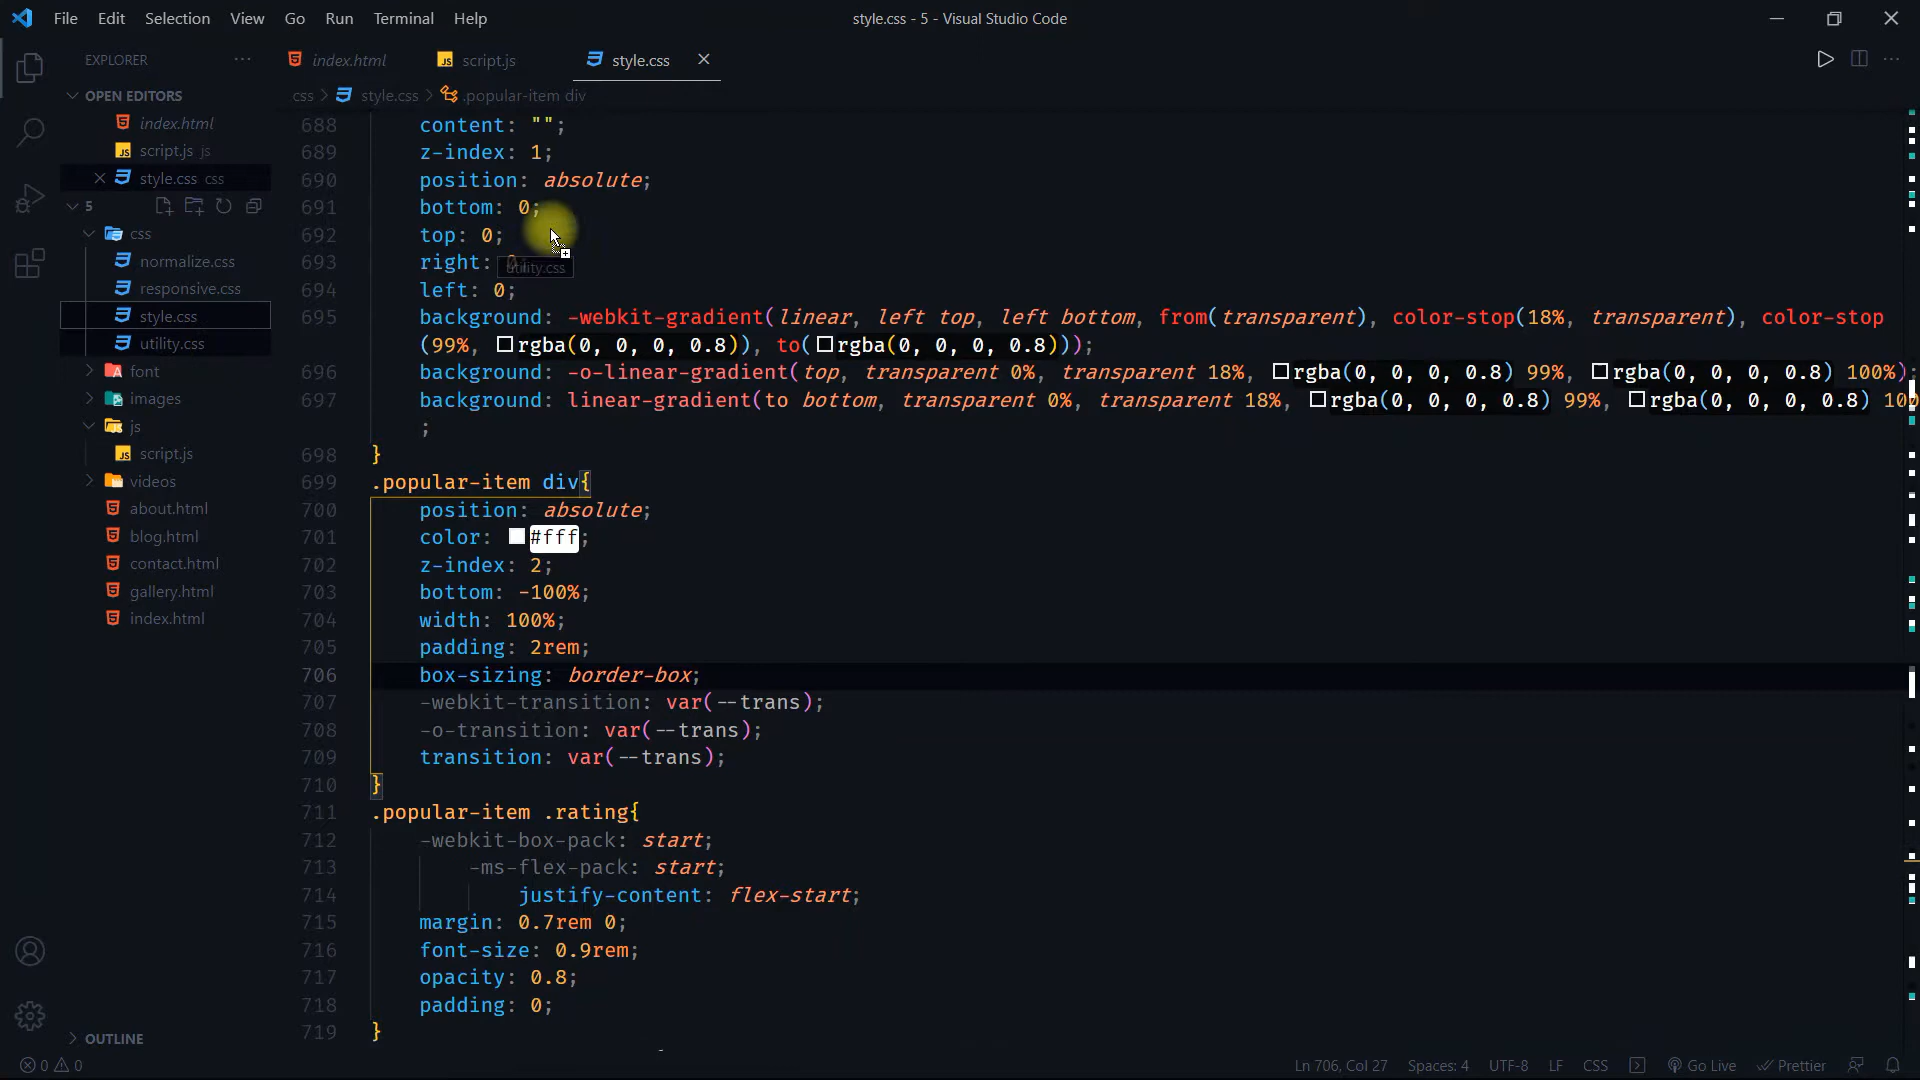 File Edit Selection View Go Run Terminal Help
style.css - 5 - Visual Studio Code
EXPLORER
index.html
script.js
style.css
OPEN EDITORS
css > style.css > .popular-item div
index.html
script.js js
style.css css
5
css
normalize.css
responsive.css
style.css
utility.css
font
images
js
script.js
videos
about.html
blog.html
contact.html
gallery.html
index.html
OUTLINE
688 content: "";
689 z-index: 1;
690 position: absolute;
691 bottom: 0;
692 top: 0;
693 right: 0;
utility.css
694 left: 0;
695 background: -webkit-gradient(linear, left top, left bottom, from(transparent), color-stop(18%, transparent), color-stop
(99%, rgba(0, 0, 0, 0.8)), to(rgba(0, 0, 0, 0.8)));
696 background: -o-linear-gradient(top, transparent 0%, transparent 18%, rgba(0, 0, 0, 0.8) 99%, rgba(0, 0, 0, 0.8) 100%);
697 background: linear-gradient(to bottom, transparent 0%, transparent 18%, rgba(0, 0, 0, 0.8) 99%, rgba(0, 0, 0, 0.8) 100
;
698 }
699 .popular-item div{
700 position: absolute;
701 color: #fff;
702 z-index: 2;
703 bottom: -100%;
704 width: 100%;
705 padding: 2rem;
706 box-sizing: border-box;
707 -webkit-transition: var(--trans);
708 -o-transition: var(--trans);
709 transition: var(--trans);
710 }
711 .popular-item .rating{
712 -webkit-box-pack: start;
713 -ms-flex-pack: start;
714 justify-content: flex-start;
715 margin: 0.7rem 0;
716 font-size: 0.9rem;
717 opacity: 0.8;
718 padding: 0;
719 }
0 0
Ln 706, Col 27 Spaces: 4 UTF-8 LF CSS Go Live Prettier